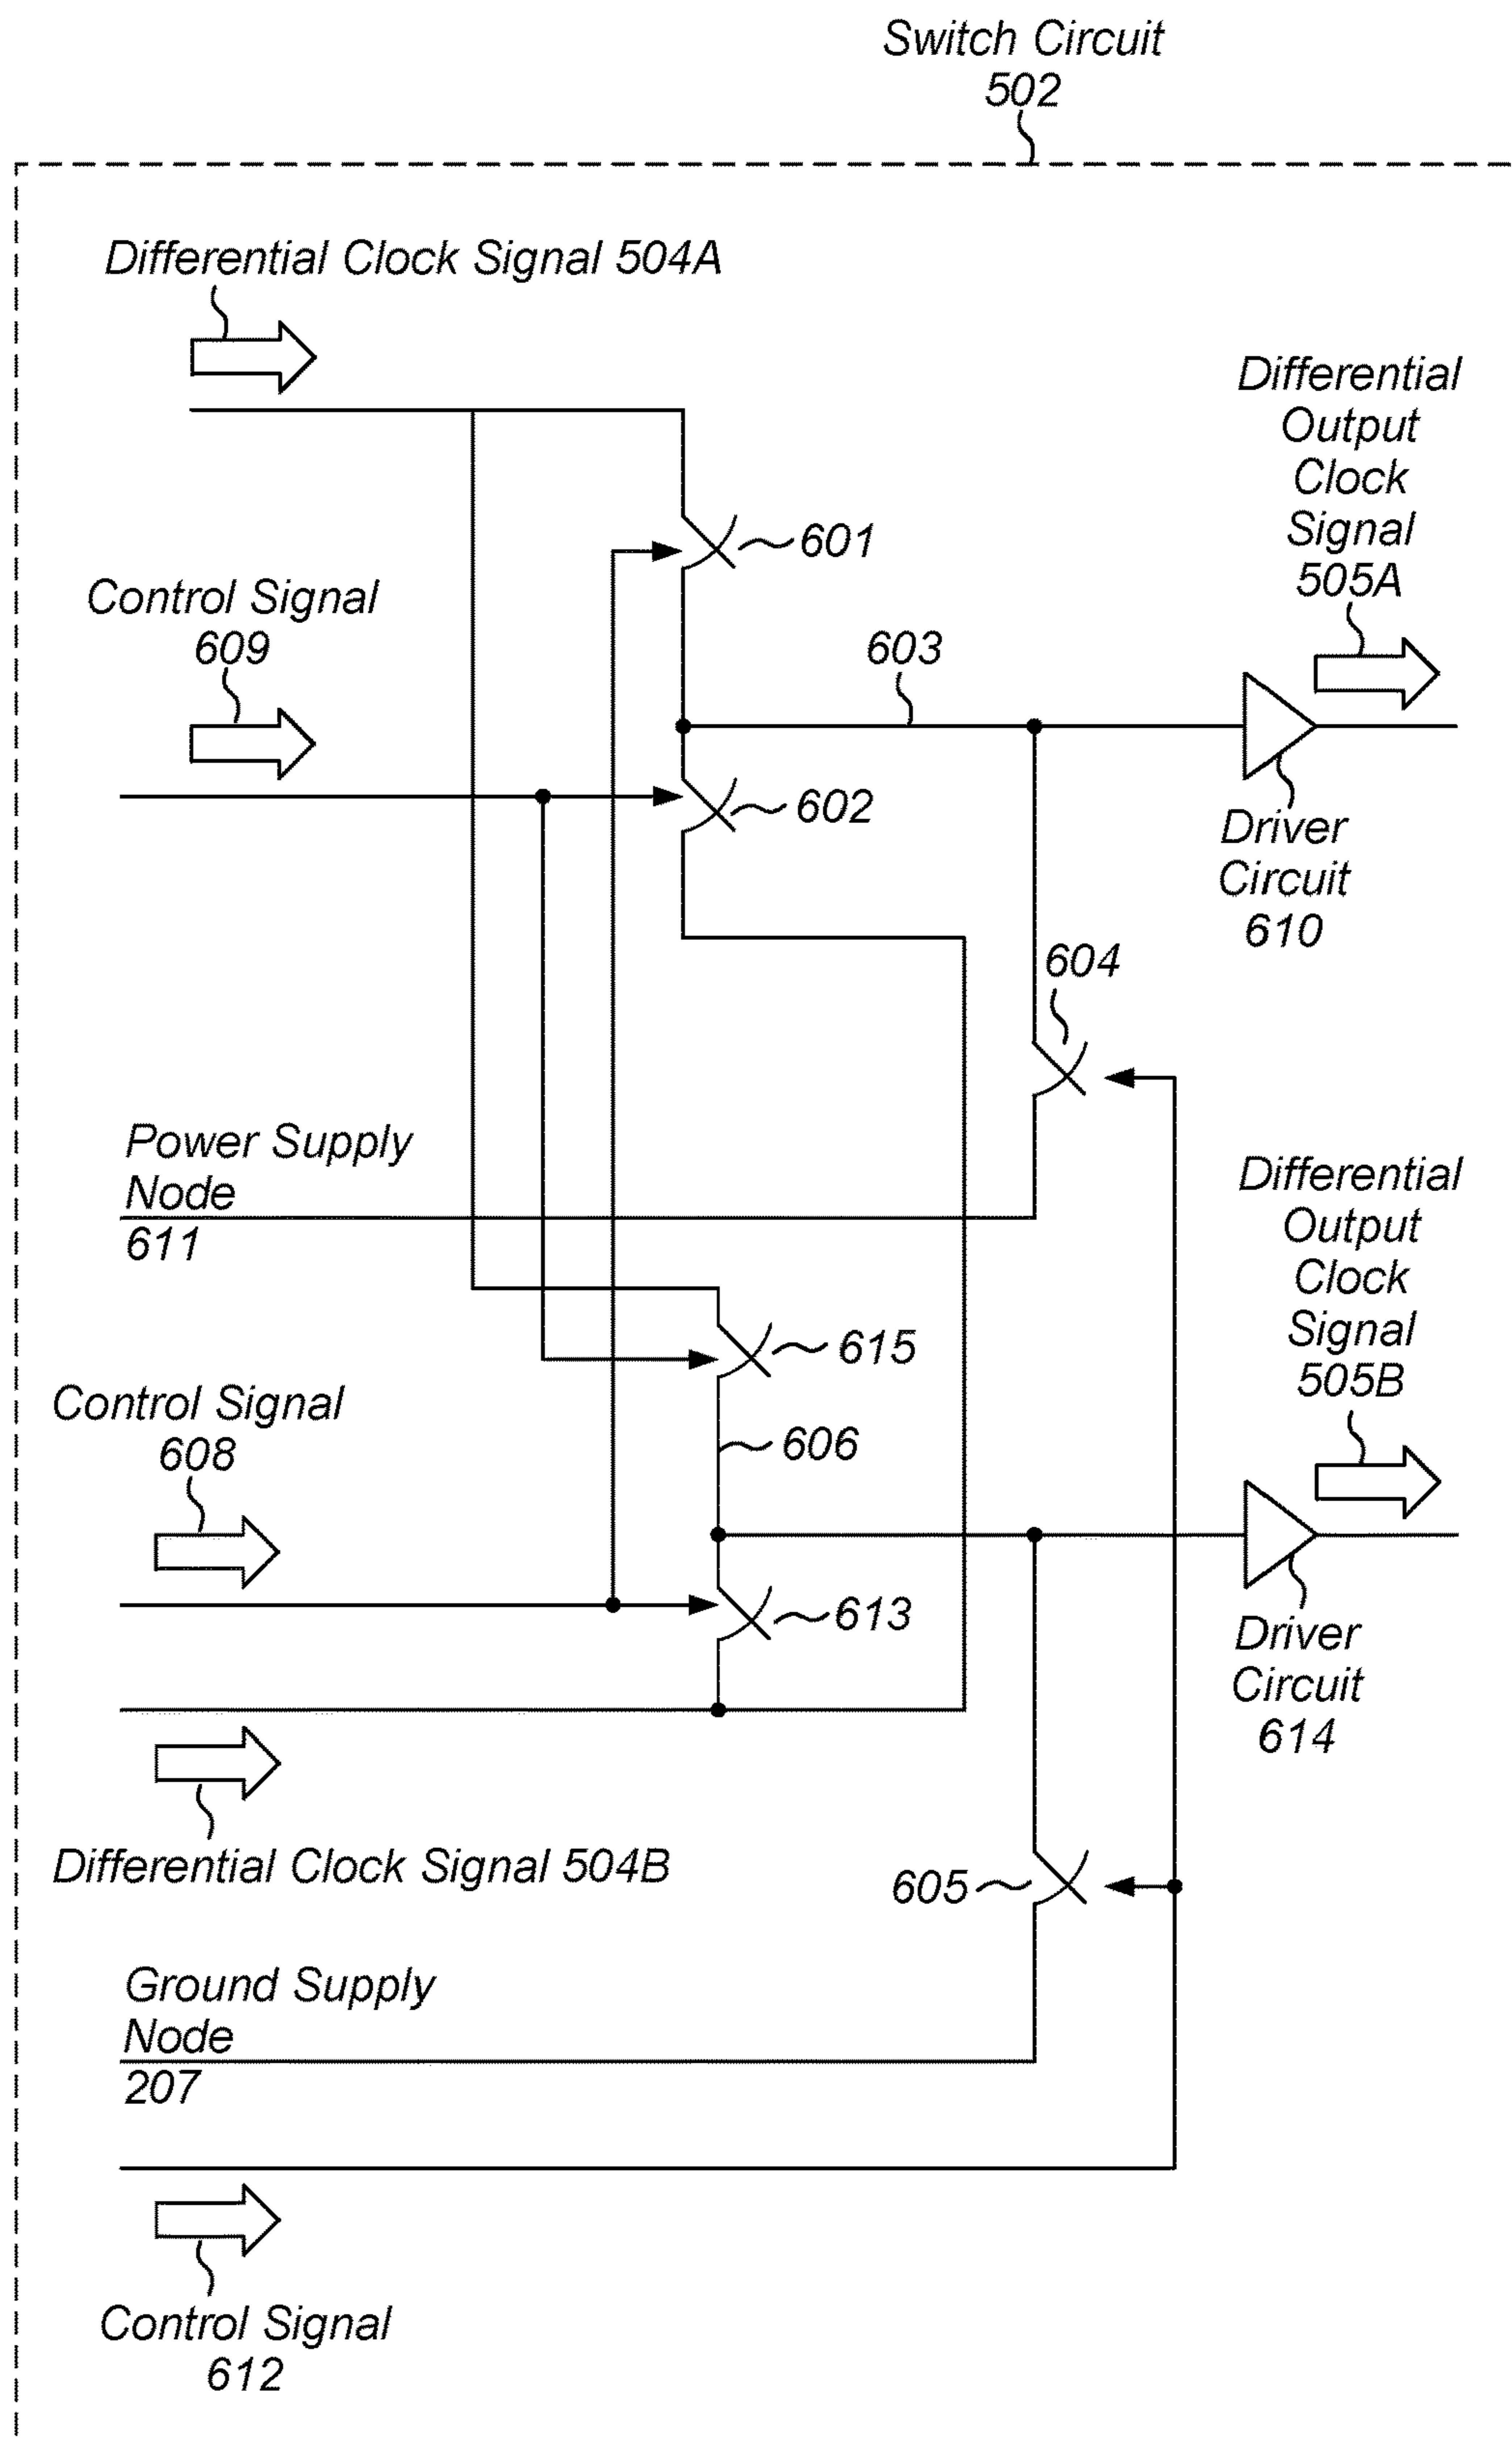 Switch Circuit
502
Differential Clock Signal 504A
Differential
Output
Clock
Signal
505A
601
Control Signal
609
603
602
Driver
Circuit
610
604
Power Supply
Node
611
Differential
Output
Clock
Signal
505B
615
Control Signal
608
606
613
Driver
Circuit
614
Differential Clock Signal 504B
605
Ground Supply
Node
207
Control Signal
612